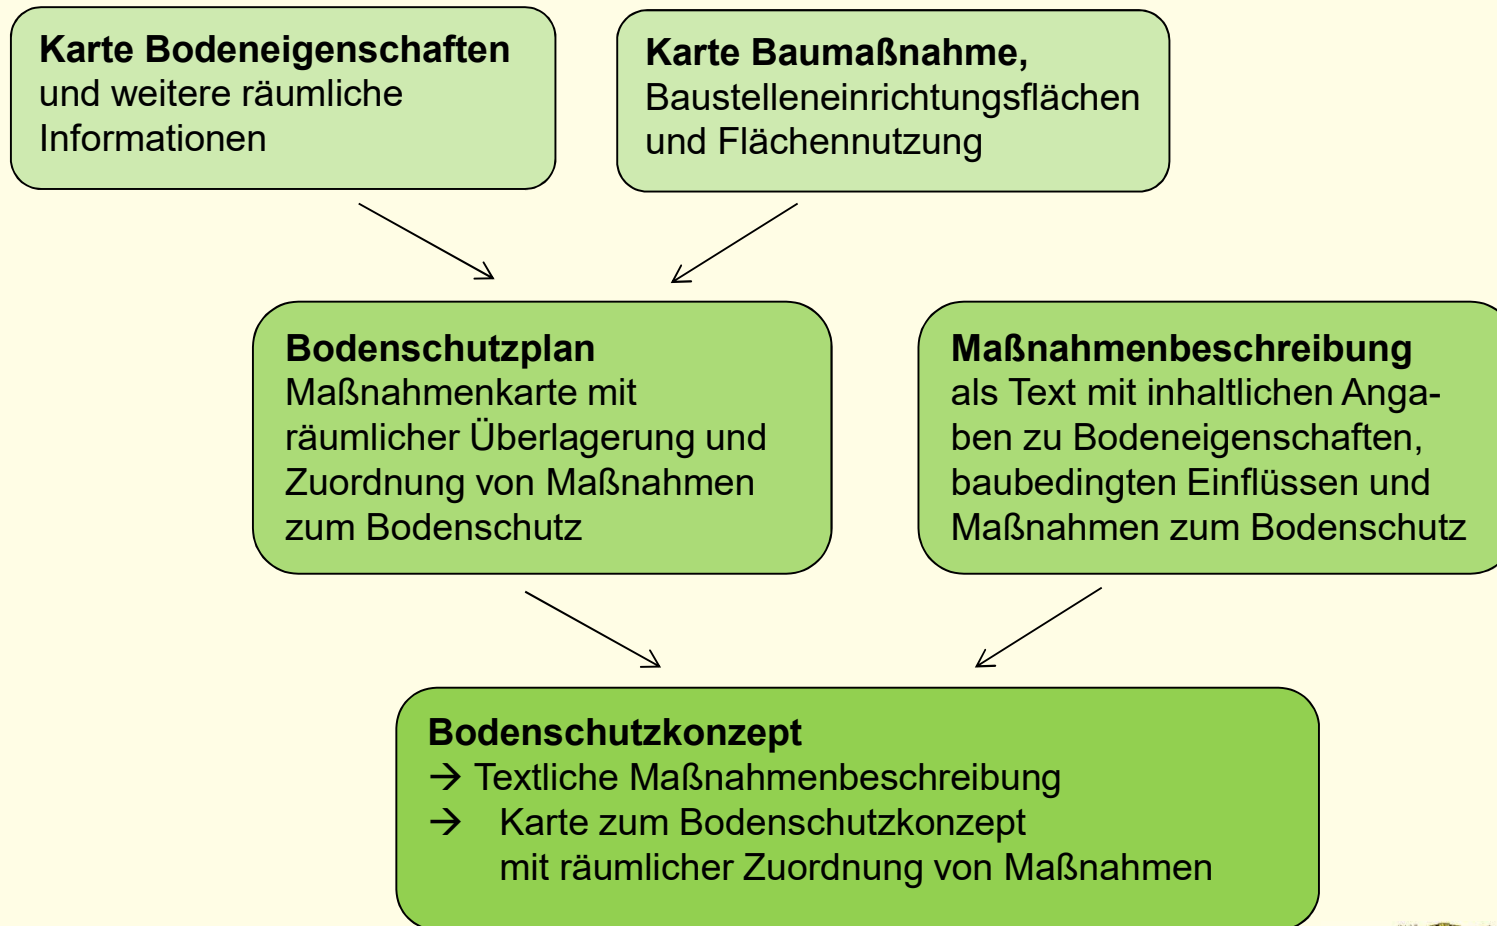 Karte Bodeneigenschaften
und weitere räumliche
Informationen
Karte Baumaßnahme,
Baustelleneinrichtungsflächen
und Flächennutzung
Bodenschutzplan
Maßnahmenkarte mit
räumlicher Überlagerung und
Zuordnung von Maßnahmen
zum Bodenschutz
Maßnahmenbeschreibung
als Text mit inhaltlichen Anga-
ben zu Bodeneigenschaften,
baubedingten Einflüssen und
Maßnahmen zum Bodenschutz
Bodenschutzkonzept
→ Textliche Maßnahmenbeschreibung
→ Karte zum Bodenschutzkonzept
mit räumlicher Zuordnung von Maßnahmen